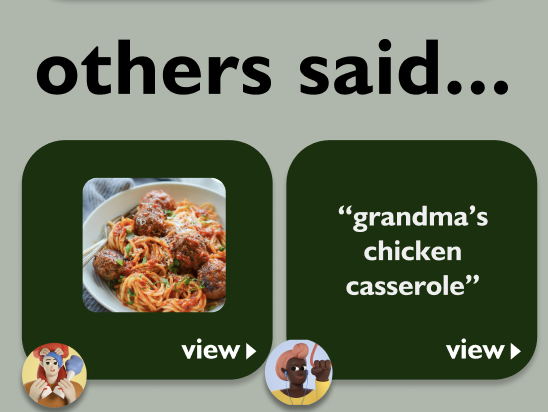 others said...
view
“grandma’s
chicken
casserole”
view